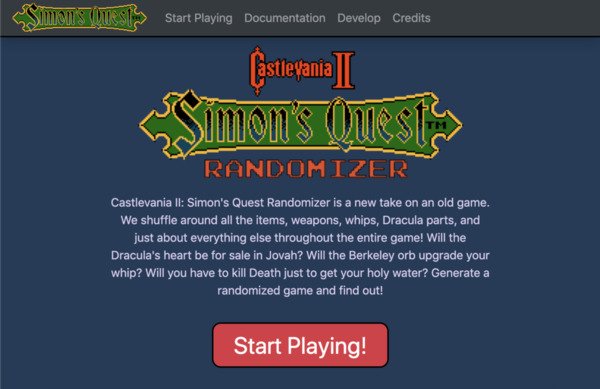 Simon's Quest Start Playing Documentation Develop Credits
Castlevania II
Simon's Quest™
RANDOMIZER
Castlevania II: Simon's Quest Randomizer is a new take on an old game.
We shuffle around all the items, weapons, whips, Dracula parts, and
just about everything else throughout the entire game! Will the
Dracula's heart be for sale in Jovah? Will the Berkeley orb upgrade your
whip? Will you have to kill Death just to get your holy water? Generate a
randomized game and find out!
Start Playing!